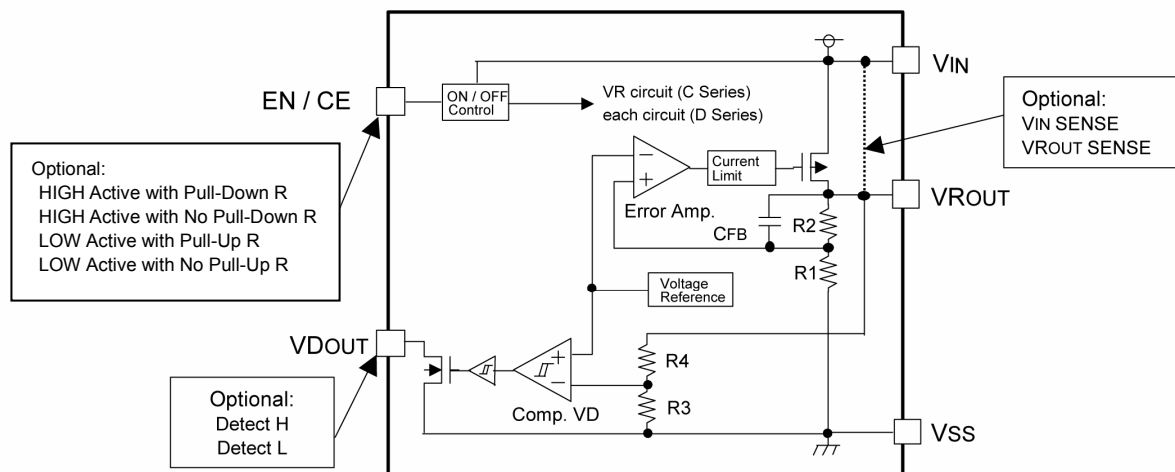 VIN
EN / CE
ON / OFF
Control
VR circuit (C Series)
each circuit (D Series)
Optional:
VIN SENSE
VROUT SENSE
Optional:
HIGH Active with Pull-Down R
HIGH Active with No Pull-Down R
LOW Active with Pull-Up R
LOW Active with No Pull-Up R
−
+
Error Amp.
Current
Limit
VROUT
CFB
R2
R1
Voltage
Reference
VDOUT
+
−
Comp. VD
R4
R3
Optional:
Detect H
Detect L
VSS